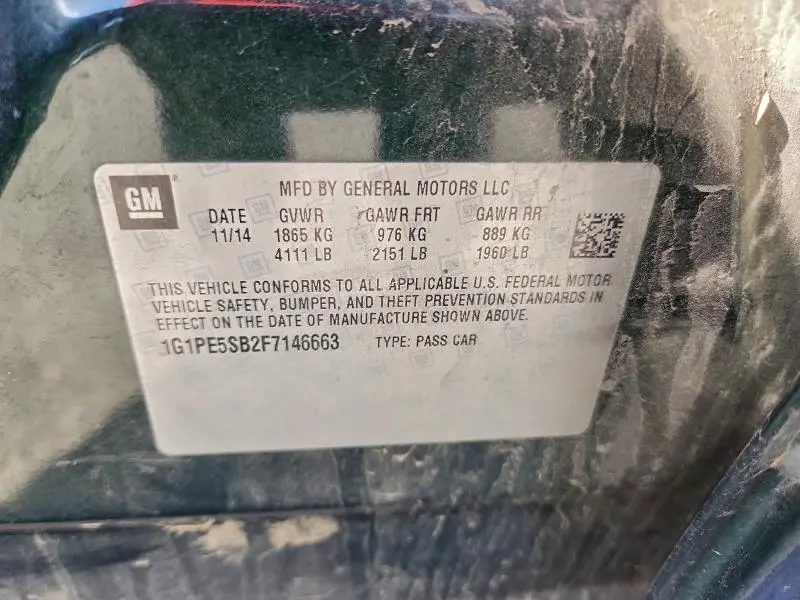 GM
MFD BY GENERAL MOTORS LLC
DATE GVWR GAWR FRT GAWR RR
11/14 1865 KG 976 KG 889 KG
4111 LB 2151 LB 1960 LB
THIS VEHICLE CONFORMS TO ALL APPLICABLE U.S. FEDERAL MOTOR
VEHICLE SAFETY, BUMPER, AND THEFT PREVENTION STANDARDS IN
EFFECT ON THE DATE OF MANUFACTURE SHOWN ABOVE.
1G1PE5SB2F7146663 TYPE: PASS CAR